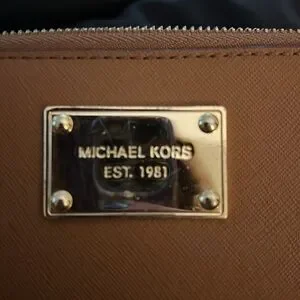 MICHAEL KORS
EST. 1981